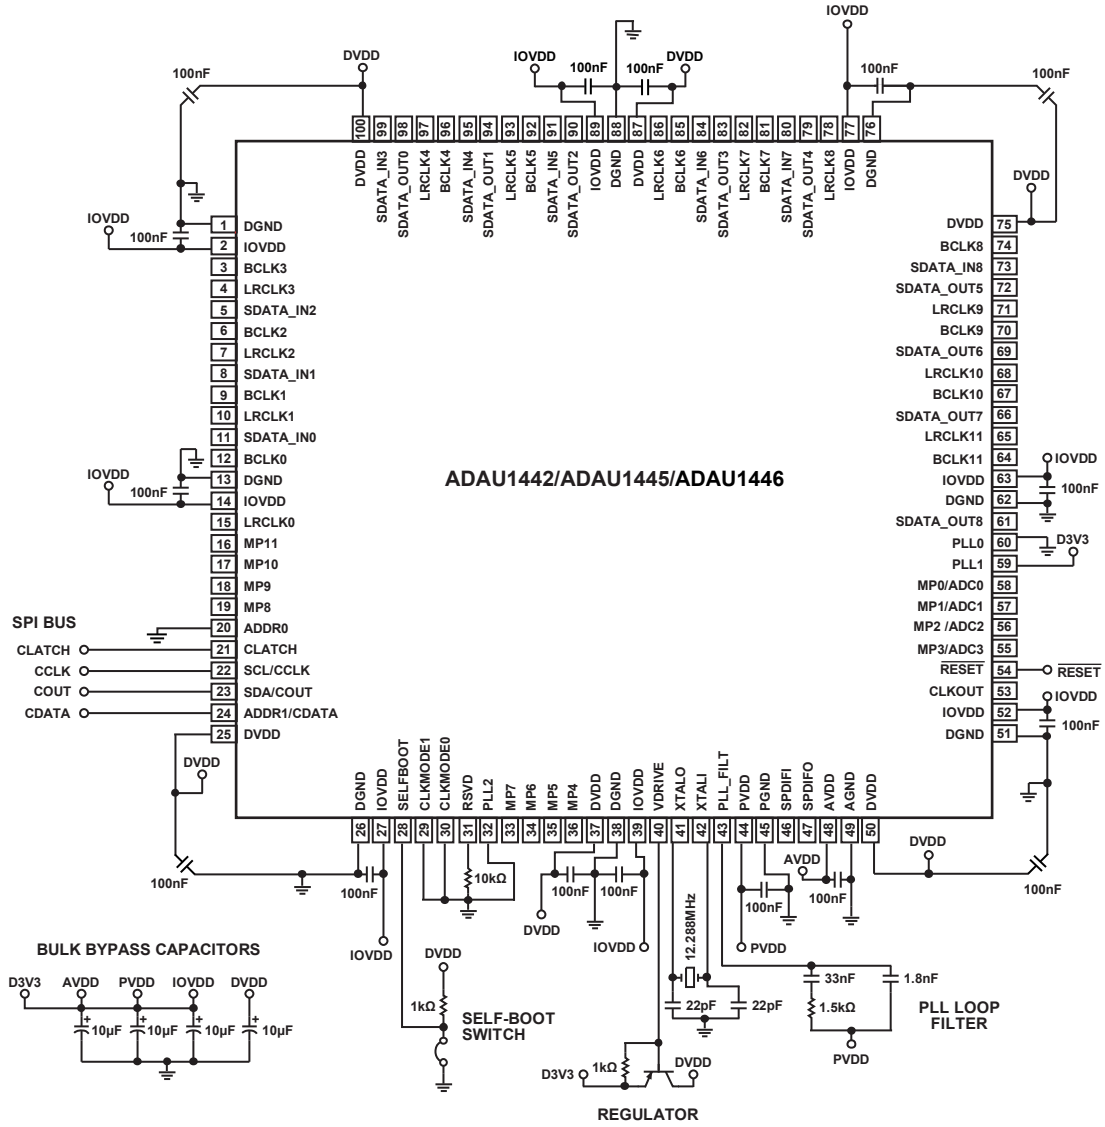 IOVDD
DVDD
IOVDD
100nF
100nF
DVDD
100nF
100nF
100nF
100
99
98
97
96
95
94
93
92
91
90
89
88
87
86
85
84
83
82
81
80
79
78
77
76
DVDD
SDATA_IN3
SDATA_OUT0
LRCLK4
BCLK4
SDATA_IN4
SDATA_OUT1
LRCLK5
BCLK5
SDATA_IN5
SDATA_OUT2
IOVDD
DGND
DVDD
LRCLK6
BCLK6
SDATA_IN6
SDATA_OUT3
LRCLK7
BCLK7
SDATA_IN7
SDATA_OUT4
LRCLK8
IOVDD
DGND
IOVDD
100nF
1 DGND
2 IOVDD
3 BCLK3
4 LRCLK3
5 SDATA_IN2
6 BCLK2
7 LRCLK2
8 SDATA_IN1
9 BCLK1
10 LRCLK1
11 SDATA_IN0
12 BCLK0
13 DGND
14 IOVDD
15 LRCLK0
16 MP11
17 MP10
18 MP9
19 MP8
20 ADDR0
21 CLATCH
22 SCL/CCLK
23 SDA/COUT
24 ADDR1/CDATA
25 DVDD
IOVDD
100nF
SPI BUS
CLATCH
CCLK
COUT
CDATA
DVDD
100nF
ADAU1442/ADAU1445/ADAU1446
DVDD
DVDD 75
BCLK8 74
SDATA_IN8 73
SDATA_OUT5 72
LRCLK9 71
BCLK9 70
SDATA_OUT6 69
LRCLK10 68
BCLK10 67
SDATA_OUT7 66
LRCLK11 65
BCLK11 64
IOVDD 63
DGND 62
SDATA_OUT8 61
PLL0 60
PLL1 59
MP0/ADC0 58
MP1/ADC1 57
MP2 /ADC2 56
MP3/ADC3 55
RESET 54
CLKOUT 53
IOVDD 52
DGND 51
IOVDD
100nF
D3V3
RESET
IOVDD
100nF
DGND
IOVDD
SELFBOOT
CLKMODE1
CLKMODE0
RSVD
PLL2
MP7
MP6
MP5
MP4
DVDD
DGND
IOVDD
VDRIVE
XTALO
XTALI
PLL_FILT
PVDD
PGND
SPDIFI
SPDIFO
AVDD
AGND
DVDD
26
27
28
29
30
31
32
33
34
35
36
37
38
39
40
41
42
43
44
45
46
47
48
49
50
100nF
IOVDD
10kΩ
100nF
100nF
DVDD
IOVDD
12.288MHz
22pF
22pF
100nF
PVDD
AVDD
100nF
DVDD
100nF
BULK BYPASS CAPACITORS
D3V3
AVDD
PVDD
IOVDD
DVDD
+
+
+
+
10µF
10µF
10µF
10µF
DVDD
1kΩ
SELF-BOOT
SWITCH
D3V3
1kΩ
DVDD
REGULATOR
33nF
1.8nF
1.5kΩ
PVDD
PLL LOOP
FILTER